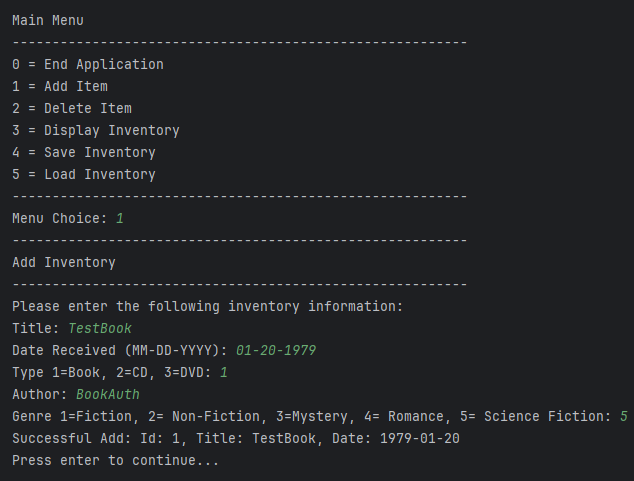 Main Menu
---------------------------------------------------------
0 = End Application
1 = Add Item
2 = Delete Item
3 = Display Inventory
4 = Save Inventory
5 = Load Inventory
---------------------------------------------------------
Menu Choice: 1
---------------------------------------------------------
Add Inventory
---------------------------------------------------------
Please enter the following inventory information:
Title: TestBook
Date Received (MM-DD-YYYY): 01-20-1979
Type 1=Book, 2=CD, 3=DVD: 1
Author: BookAuth
Genre 1=Fiction, 2= Non-Fiction, 3=Mystery, 4= Romance, 5= Science Fiction: 5
Successful Add: Id: 1, Title: TestBook, Date: 1979-01-20
Press enter to continue...